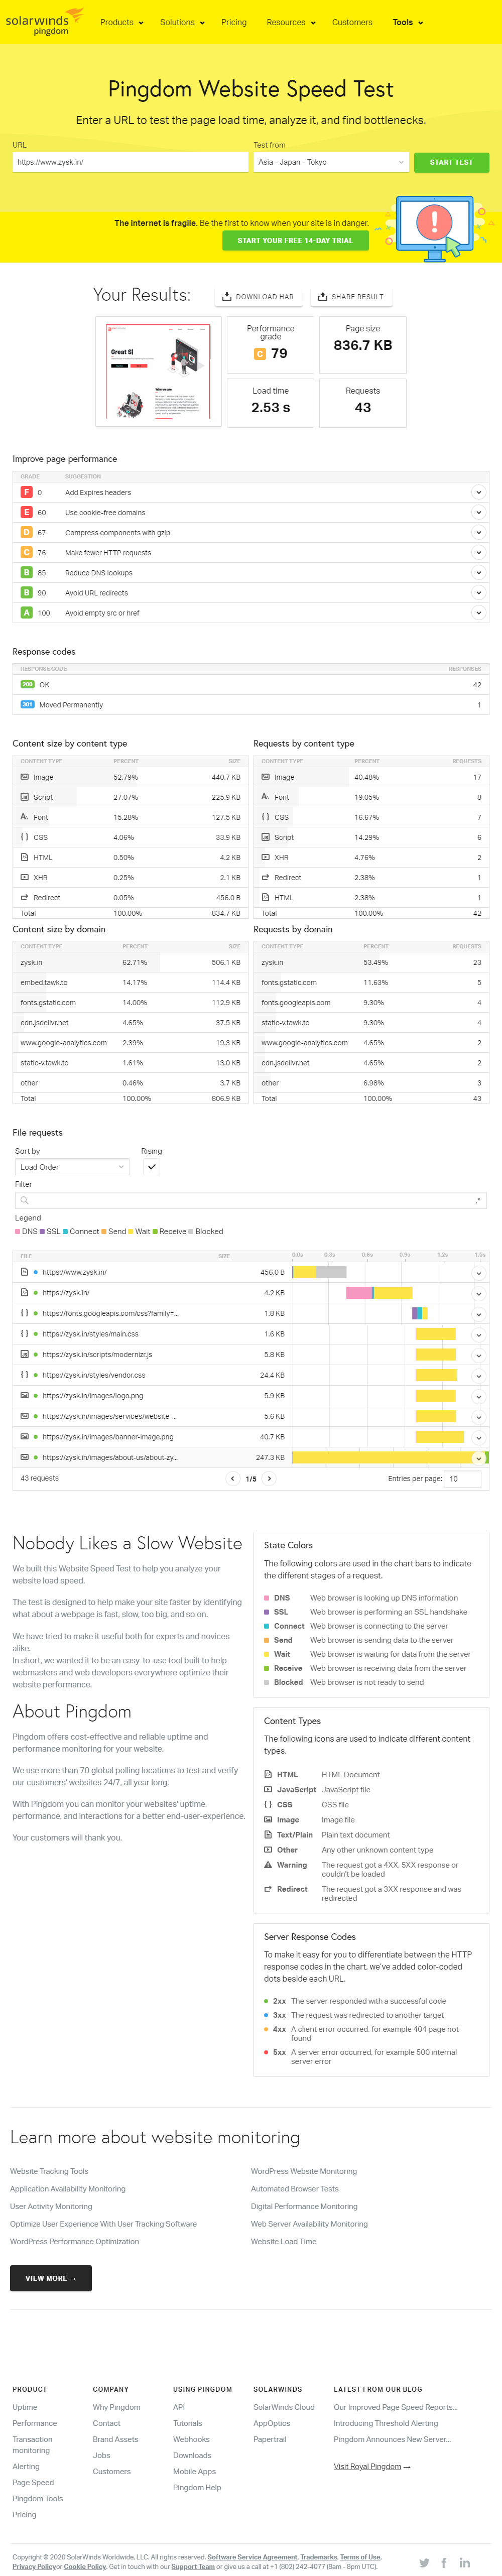 solarwinds
pingdom
Products
Solutions
Pricing
Resources
Customers
Tools
Pingdom Website Speed Test
Enter a URL to test the page load time, analyze it, and find bottlenecks.
URL
Test from
https://www.zysk.in/
Asia - Japan - Tokyo
START TEST
The internet is fragile. Be the first to know when your site is in danger.
START YOUR FREE 14-DAY TRIAL
Your Results:
DOWNLOAD HAR
SHARE RESULT
Great S
Who we are
Performance
grade
C 79
Page size
836.7 KB
Load time
2.53 s
Requests
43
Improve page performance
GRADE SUGGESTION
F 0 Add Expires headers
E 60 Use cookie-free domains
D 67 Compress components with gzip
C 76 Make fewer HTTP requests
B 85 Reduce DNS lookups
B 90 Avoid URL redirects
A 100 Avoid empty src or href
Response codes
RESPONSE CODE RESPONSES
200 OK 42
301 Moved Permanently 1
Content size by content type
CONTENT TYPE PERCENT SIZE
Image 52.79% 440.7 KB
Script 27.07% 225.9 KB
Font 15.28% 127.5 KB
CSS 4.06% 33.9 KB
HTML 0.50% 4.2 KB
XHR 0.25% 2.1 KB
Redirect 0.05% 456.0 B
Total 100.00% 834.7 KB
Requests by content type
CONTENT TYPE PERCENT REQUESTS
Image 40.48% 17
Font 19.05% 8
CSS 16.67% 7
Script 14.29% 6
XHR 4.76% 2
Redirect 2.38% 1
HTML 2.38% 1
Total 100.00% 42
Content size by domain
CONTENT TYPE PERCENT SIZE
zysk.in 62.71% 506.1 KB
embed.tawk.to 14.17% 114.4 KB
fonts.gstatic.com 14.00% 112.9 KB
cdn.jsdelivr.net 4.65% 37.5 KB
www.google-analytics.com 2.39% 19.3 KB
static-v.tawk.to 1.61% 13.0 KB
other 0.46% 3.7 KB
Total 100.00% 806.9 KB
Requests by domain
CONTENT TYPE PERCENT REQUESTS
zysk.in 53.49% 23
fonts.gstatic.com 11.63% 5
fonts.googleapis.com 9.30% 4
static-v.tawk.to 9.30% 4
www.google-analytics.com 4.65% 2
cdn.jsdelivr.net 4.65% 2
other 6.98% 3
Total 100.00% 43
File requests
Sort by
Rising
Load Order
Filter
.*
Legend
DNS SSL Connect Send Wait Receive Blocked
FILE SIZE 0.0s 0.3s 0.6s 0.9s 1.2s 1.5s
https://www.zysk.in/ 456.0 B
https://zysk.in/ 4.2 KB
https://fonts.googleapis.com/css?family=... 1.8 KB
https://zysk.in/styles/main.css 1.6 KB
https://zysk.in/scripts/modernizr.js 5.8 KB
https://zysk.in/styles/vendor.css 24.4 KB
https://zysk.in/images/logo.png 5.9 KB
https://zysk.in/images/services/website-... 5.6 KB
https://zysk.in/images/banner-image.png 40.7 KB
https://zysk.in/images/about-us/about-zy... 247.3 KB
43 requests
1/5
Entries per page: 10
Nobody Likes a Slow Website
We built this Website Speed Test to help you analyze your
website load speed.
The test is designed to help make your site faster by identifying
what about a webpage is fast, slow, too big, and so on.
We have tried to make it useful both for experts and novices
alike.
In short, we wanted it to be an easy-to-use tool built to help
webmasters and web developers everywhere optimize their
website performance.
About Pingdom
Pingdom offers cost-effective and reliable uptime and
performance monitoring for your website.
We use more than 70 global polling locations to test and verify
our customers' websites 24/7, all year long.
With Pingdom you can monitor your websites' uptime,
performance, and interactions for a better end-user-experience.
Your customers will thank you.
State Colors
The following colors are used in the chart bars to indicate
the different stages of a request.
DNS Web browser is looking up DNS information
SSL Web browser is performing an SSL handshake
Connect Web browser is connecting to the server
Send Web browser is sending data to the server
Wait Web browser is waiting for data from the server
Receive Web browser is receiving data from the server
Blocked Web browser is not ready to send
Content Types
The following icons are used to indicate different content
types.
HTML HTML Document
JavaScript JavaScript file
CSS CSS file
Image Image file
Text/Plain Plain text document
Other Any other unknown content type
Warning The request got a 4XX, 5XX response or
couldn't be loaded
Redirect The request got a 3XX response and was
redirected
Server Response Codes
To make it easy for you to differentiate between the HTTP
response codes in the chart, we've added color-coded
dots beside each URL.
2xx The server responded with a successful code
3xx The request was redirected to another target
4xx A client error occurred, for example 404 page not
found
5xx A server error occurred, for example 500 internal
server error
Learn more about website monitoring
Website Tracking Tools
Application Availability Monitoring
User Activity Monitoring
Optimize User Experience With User Tracking Software
WordPress Performance Optimization
WordPress Website Monitoring
Automated Browser Tests
Digital Performance Monitoring
Web Server Availability Monitoring
Website Load Time
VIEW MORE →
PRODUCT
Uptime
Performance
Transaction
monitoring
Alerting
Page Speed
Pingdom Tools
Pricing
COMPANY
Why Pingdom
Contact
Brand Assets
Jobs
Customers
USING PINGDOM
API
Tutorials
Webhooks
Downloads
Mobile Apps
Pingdom Help
SOLARWINDS
SolarWinds Cloud
AppOptics
Papertrail
LATEST FROM OUR BLOG
Our Improved Page Speed Reports...
Introducing Threshold Alerting
Pingdom Announces New Server...
Visit Royal Pingdom →
Copyright © 2020 SolarWinds Worldwide, LLC. All rights reserved. Software Service Agreement, Trademarks, Terms of Use,
Privacy Policy or Cookie Policy. Get in touch with our Support Team or give us a call at +1 (802) 242-4077 (8am - 8pm UTC).